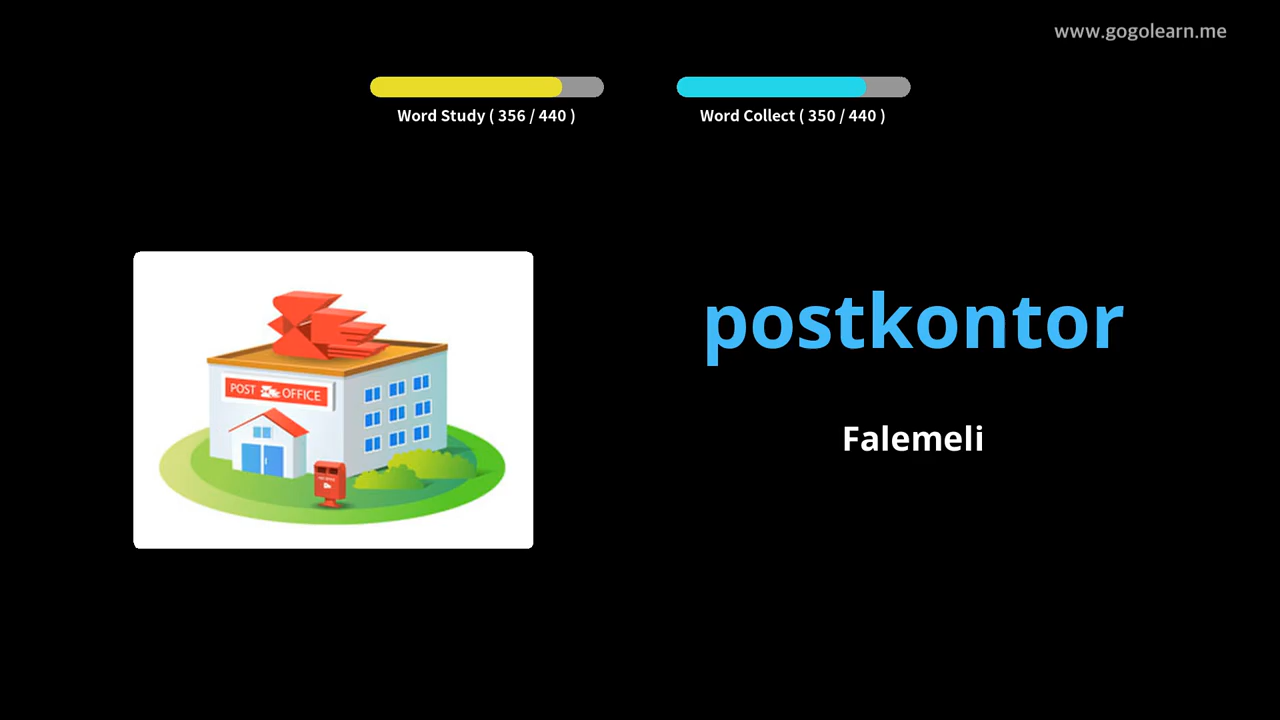 www.gogolearn.me
Word Study ( 356 / 440 )
Word Collect ( 350 / 440 )
POST OFFICE
postkontor
Falemeli